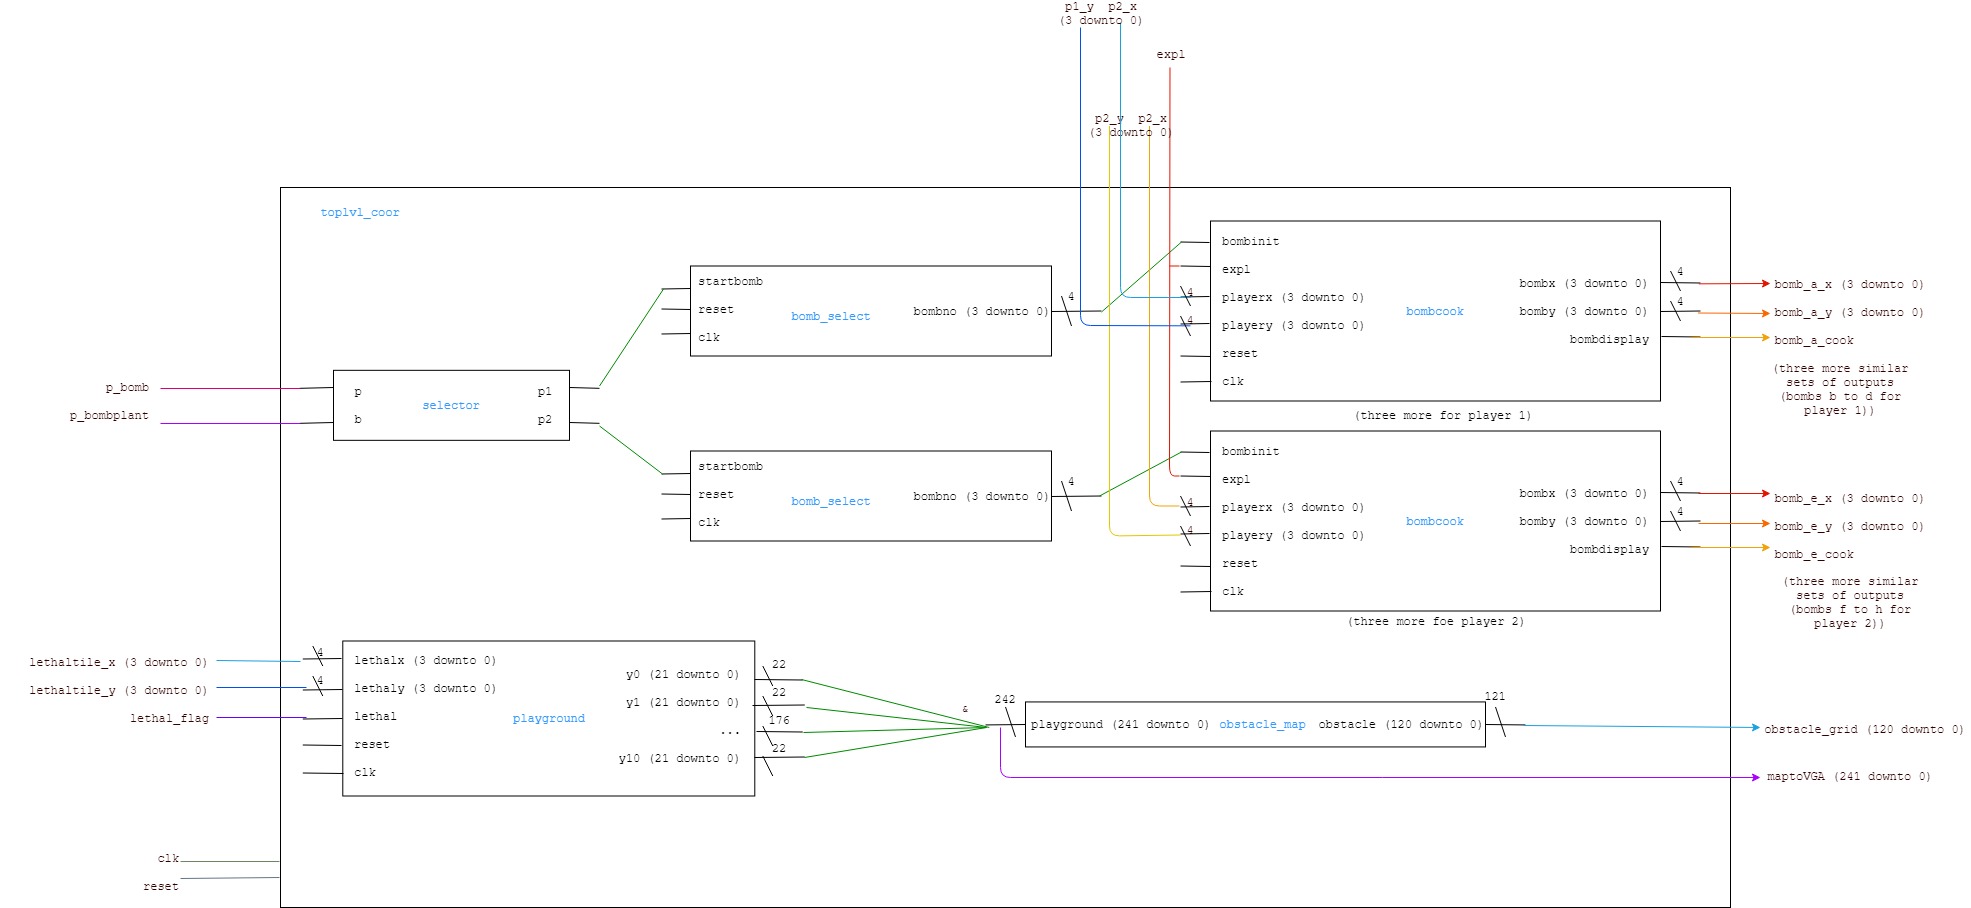 p1_y p2_x
(3 downto 0)
expl
p2_y p2_x
(3 downto 0)
toplvl_coor
p_bomb
p_bombplant
p
b
selector
p1
p2
startbomb
reset
clk
bomb_select
bombno (3 downto 0)
4
startbomb
reset
clk
bomb_select
bombno (3 downto 0)
4
bombinit
expl
4
playerx (3 downto 0)
4
playery (3 downto 0)
reset
clk
bombcook
bombx (3 downto 0)
bomby (3 downto 0)
bombdisplay
4
4
bomb_a_x (3 downto 0)
bomb_a_y (3 downto 0)
bomb_a_cook
(three more similar
sets of outputs
(bombs b to d for
player 1))
(three more for player 1)
bombinit
expl
4
playerx (3 downto 0)
4
playery (3 downto 0)
reset
clk
bombcook
bombx (3 downto 0)
bomby (3 downto 0)
bombdisplay
4
4
bomb_e_x (3 downto 0)
bomb_e_y (3 downto 0)
bomb_e_cook
(three more similar
sets of outputs
(bombs f to h for
player 2))
(three more foe player 2)
lethaltile_x (3 downto 0)
lethaltile_y (3 downto 0)
lethal_flag
4
4
lethalx (3 downto 0)
lethaly (3 downto 0)
lethal
reset
clk
playground
y0 (21 downto 0)
y1 (21 downto 0)
...
y10 (21 downto 0)
22
22
176
22
&
242
playground (241 downto 0) obstacle_map obstacle (120 downto 0)
121
obstacle_grid (120 downto 0)
maptoVGA (241 downto 0)
clk
reset